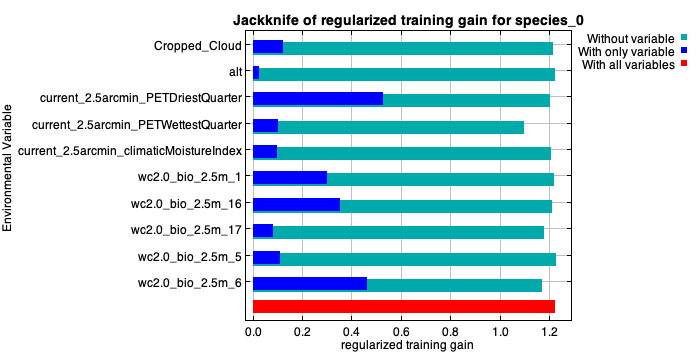 Jackknife of regularized training gain for species_0
Without variable
With only variable
With all variables
Environmental Variable
Cropped_Cloud
alt
current_2.5arcmin_PETDriestQuarter
current_2.5arcmin_PETWettestQuarter
current_2.5arcmin_climaticMoistureIndex
wc2.0_bio_2.5m_1
wc2.0_bio_2.5m_16
wc2.0_bio_2.5m_17
wc2.0_bio_2.5m_5
wc2.0_bio_2.5m_6
0.0 0.2 0.4 0.6 0.8 1.0 1.2
regularized training gain